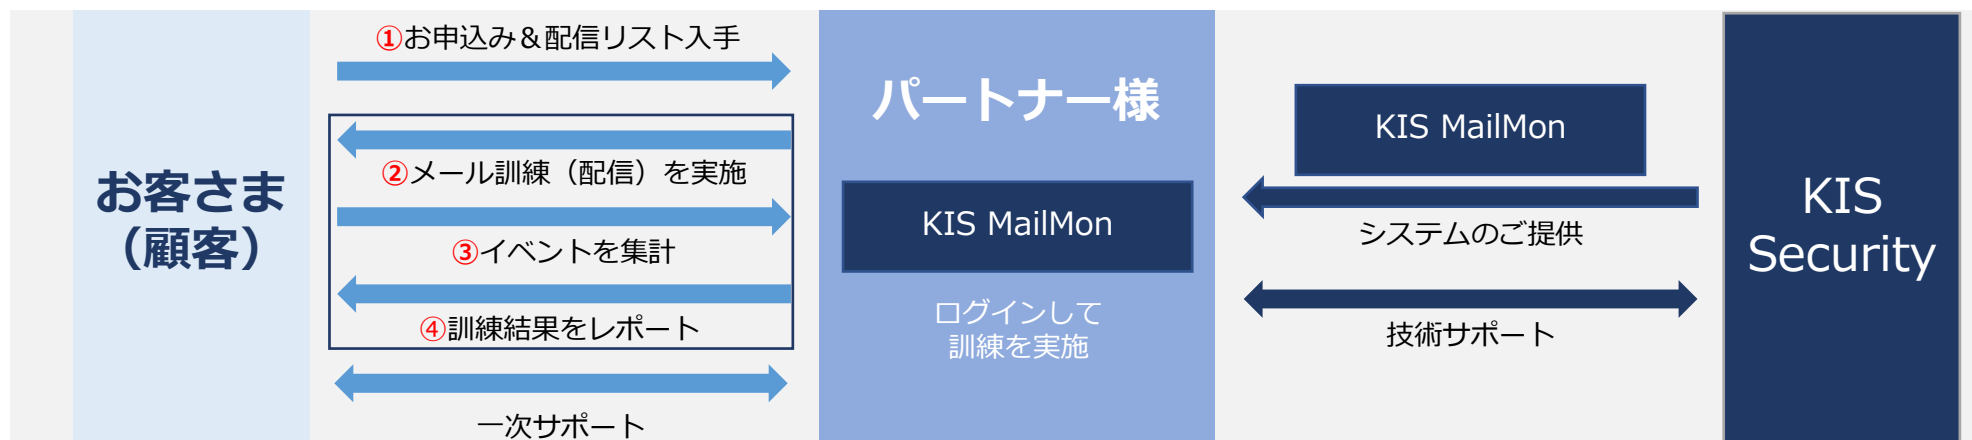 お客さま
（顧客）
①お申込み＆配信リスト入手
②メール訓練（配信）を実施
③イベントを集計
④訓練結果をレポート
一次サポート
パートナー様
KIS MailMon
ログインして
訓練を実施
KIS MailMon
システムのご提供
技術サポート
KIS
Security